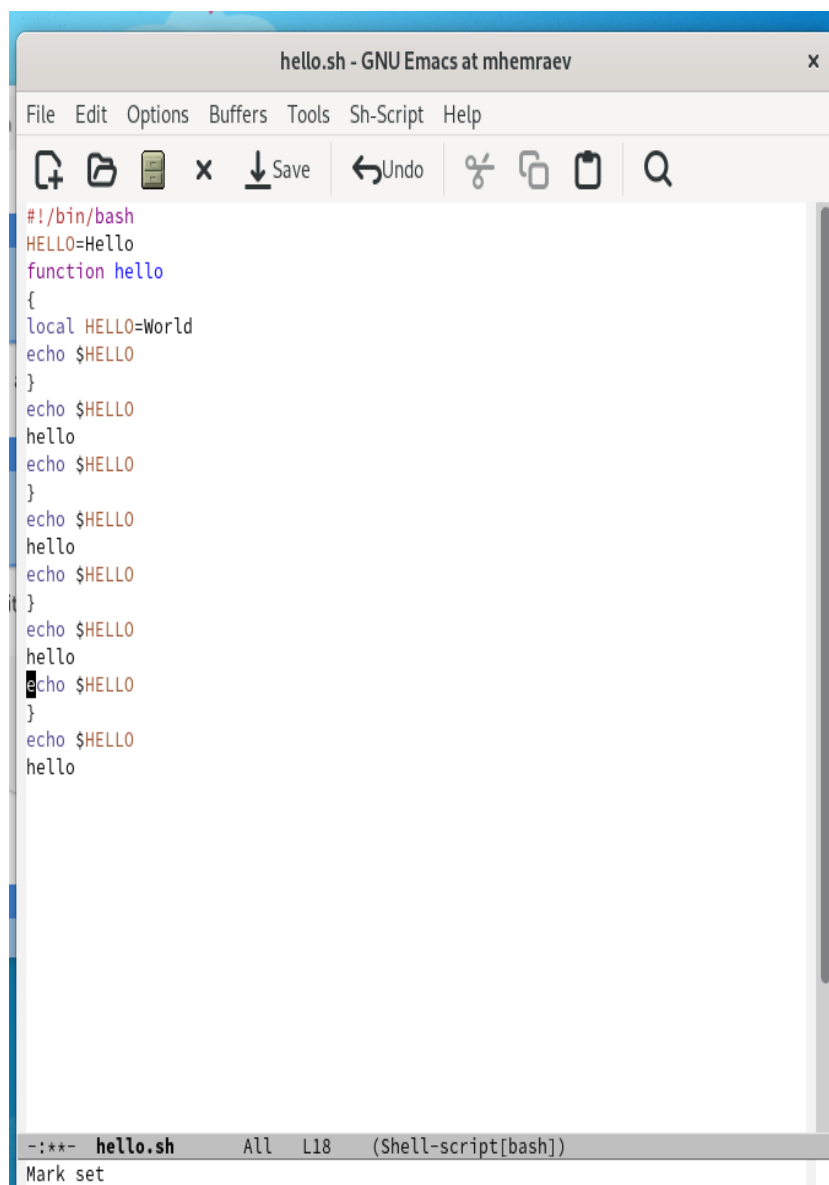 hello.sh - GNU Emacs at mhemraev x
File Edit Options Buffers Tools Sh-Script Help
Save Undo
#!/bin/bash
HELLO=Hello
function hello
{
local HELLO=World
echo $HELLO
}
echo $HELLO
hello
echo $HELLO
}
echo $HELLO
hello
echo $HELLO
}
echo $HELLO
hello
echo $HELLO
}
echo $HELLO
hello
-:**- hello.sh All L18 (Shell-script[bash])
Mark set